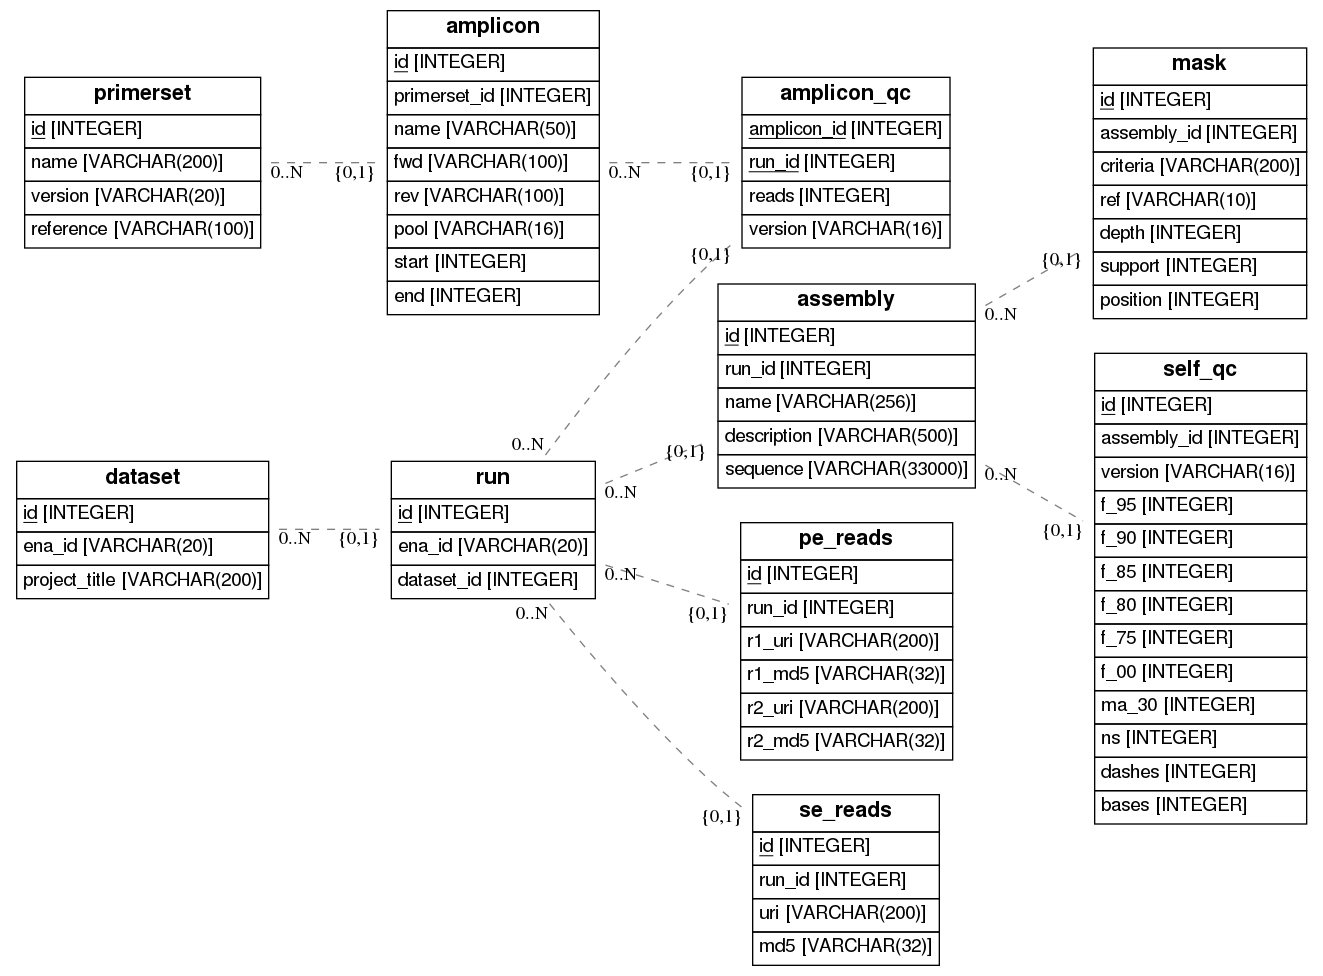 primerset
id [INTEGER]
name [VARCHAR(200)]
version [VARCHAR(20)]
reference [VARCHAR(100)]
0..N
{0,1}
amplicon
id [INTEGER]
primerset_id [INTEGER]
name [VARCHAR(50)]
fwd [VARCHAR(100)]
rev [VARCHAR(100)]
pool [VARCHAR(16)]
start [INTEGER]
end [INTEGER]
0..N
{0,1}
amplicon_qc
amplicon_id [INTEGER]
run_id [INTEGER]
reads [INTEGER]
version [VARCHAR(16)]
{0,1}
0..N
mask
id [INTEGER]
assembly_id [INTEGER]
criteria [VARCHAR(200)]
ref [VARCHAR(10)]
depth [INTEGER]
support [INTEGER]
position [INTEGER]
{0,1}
0..N
assembly
id [INTEGER]
run_id [INTEGER]
name [VARCHAR(256)]
description [VARCHAR(500)]
sequence [VARCHAR(33000)]
{0,1}
0..N
0..N
{0,1}
self_qc
id [INTEGER]
assembly_id [INTEGER]
version [VARCHAR(16)]
f_95 [INTEGER]
f_90 [INTEGER]
f_85 [INTEGER]
f_80 [INTEGER]
f_75 [INTEGER]
f_00 [INTEGER]
ma_30 [INTEGER]
ns [INTEGER]
dashes [INTEGER]
bases [INTEGER]
dataset
id [INTEGER]
ena_id [VARCHAR(20)]
project_title [VARCHAR(200)]
0..N
{0,1}
run
id [INTEGER]
ena_id [VARCHAR(20)]
dataset_id [INTEGER]
0..N
{0,1}
pe_reads
id [INTEGER]
run_id [INTEGER]
r1_uri [VARCHAR(200)]
r1_md5 [VARCHAR(32)]
r2_uri [VARCHAR(200)]
r2_md5 [VARCHAR(32)]
0..N
{0,1}
se_reads
id [INTEGER]
run_id [INTEGER]
uri [VARCHAR(200)]
md5 [VARCHAR(32)]